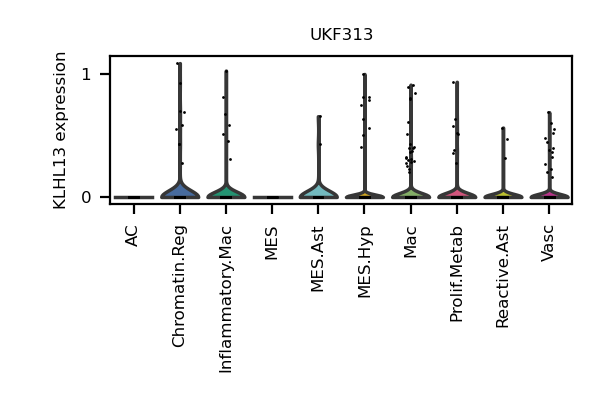 UKF313
KLHL13 expression
1
0
AC
Chromatin.Reg
Inflammatory.Mac
MES
MES.Ast
MES.Hyp
Mac
Prolif.Metab
Reactive.Ast
Vasc